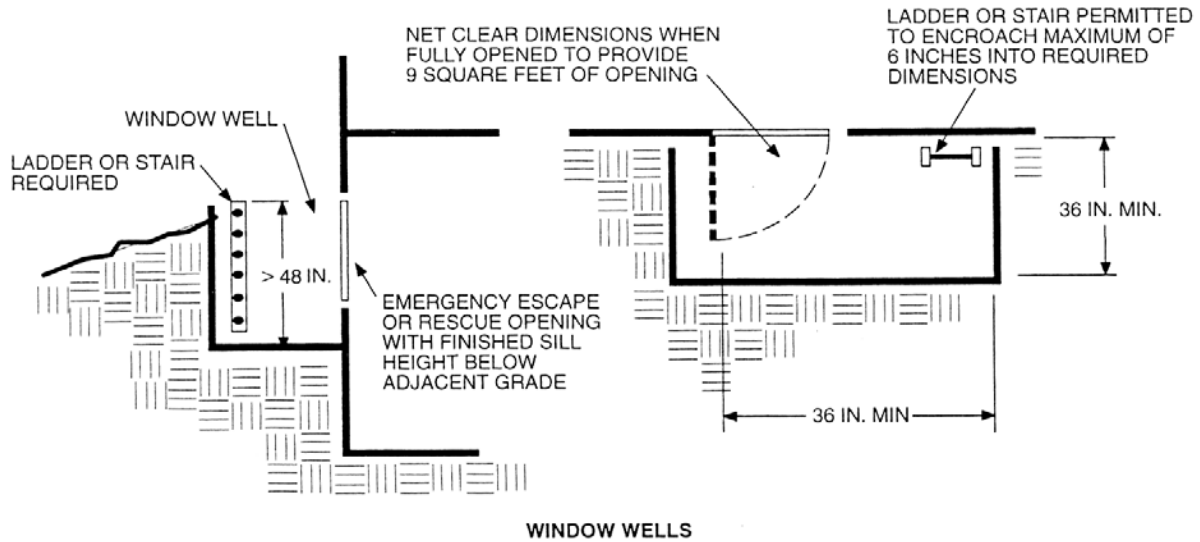 NET CLEAR DIMENSIONS WHEN
FULLY OPENED TO PROVIDE
9 SQUARE FEET OF OPENING
LADDER OR STAIR PERMITTED
TO ENCROACH MAXIMUM OF
6 INCHES INTO REQUIRED
DIMENSIONS
WINDOW WELL
LADDER OR STAIR
REQUIRED
> 48 IN.
EMERGENCY ESCAPE
OR RESCUE OPENING
WITH FINISHED SILL
HEIGHT BELOW
ADJACENT GRADE
36 IN. MIN.
36 IN. MIN
WINDOW WELLS